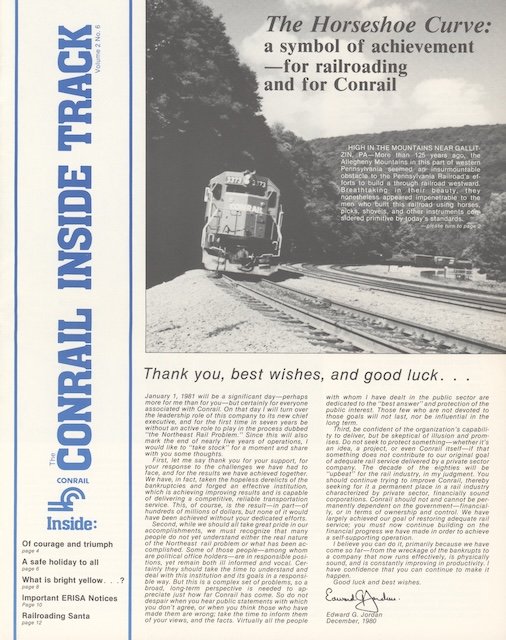 The
CONRAIL INSIDE TRACK
Volume 2 No. 6
CONRAIL
Inside:
Of courage and triumph
page 4
A safe holiday to all
page 6
What is bright yellow. . .?
page 8
Important ERISA Notices
Page 10
Railroading Santa
page 12
The Horseshoe Curve:
a symbol of achievement
—for railroading
and for Conrail
HIGH IN THE MOUNTAINS NEAR GALLIT-
ZIN, PA—More than 125 years ago, the
Allegheny Mountains in this part of western
Pennsylvania seemed an insurmountable
obstacle to the Pennsylvania Railroad's ef-
forts to build a through railroad westward.
Breathtaking in their beauty, they
nonetheless appeared impenetrable to the
men who built this railroad using horses,
picks, shovels, and other instruments con-
sidered primitive by today's standards.
—please turn to page 2
CONRAIL
Thank you, best wishes, and good luck. . .
January 1, 1981 will be a significant day—perhaps
more for me than for you—but certainly for everyone
associated with Conrail. On that day I will turn over
the leadership role of this company to its new chief
executive, and for the first time in seven years be
without an active role to play in the process dubbed
"the Northeast Rail Problem." Since this will also
mark the end of nearly five years of operations, I
would like to "take stock" for a moment and share
with you some thoughts.
First, let me say thank you for your support, for
your response to the challenges we have had to
face, and for the results we have achieved together.
We have, in fact, taken the hopeless derelicts of the
bankruptcies and forged an effective institution,
which is achieving improving results and is capable
of delivering a competitive, reliable transportation
service. This, of course, is the result—in part—of
hundreds of millions of dollars, but none of it would
have been achieved without your dedicated efforts.
Second, while we should all take great pride in our
accomplishments, we must recognize that many
people do not yet understand either the real nature
of the Northeast rail problem or what has been ac-
complished. Some of those people—among whom
are political office holders—are in responsible posi-
tions, yet remain both ill informed and vocal. Cer-
tainly they should take the time to understand and
deal with this institution and its goals in a responsi-
ble way. But this is a complex set of problems, so a
broad, long-term perspective is needed to ap-
preciate just how far Conrail has come. So do not
despair when you hear public statements with which
you don't agree, or when you think those who have
made them are wrong; take the time to inform them
of your views, and the facts. Virtually all the people
with whom I have dealt in the public sector are
dedicated to the "best answer" and protection of the
public interest. Those few who are not devoted to
those goals will not last, nor be influential in the
long term.
Third, be confident of the organization's capabili-
ty to deliver, but be skeptical of illusion and prom-
ises. Do not seek to protect something—whether it's
an idea, a project, or even Conrail itself—if that
something does not contribute to our original goal
of adequate rail service delivered by a private sector
company. The decade of the eighties will be
"upbeat" for the rail industry, in my judgment. You
should continue trying to improve Conrail, thereby
seeking for it a permanent place in a rail industry
characterized by private sector, financially sound
corporations. Conrail should not and cannot be per-
manently dependent on the government—financial-
ly, or in terms of ownership and control. We have
largely achieved our goal of restoring adequate rail
service; you must now continue building on the
financial progress we have made in order to achieve
a self-supporting operation.
I believe you can do it, primarily because we have
come so far—from the wreckage of the bankrupts to
a company that now runs effectively, is physically
sound, and is constantly improving in productivity. I
have confidence that you can continue to make it
happen.
Good luck and best wishes.
Edward G. Jordan
Edward G. Jordan
December, 1980